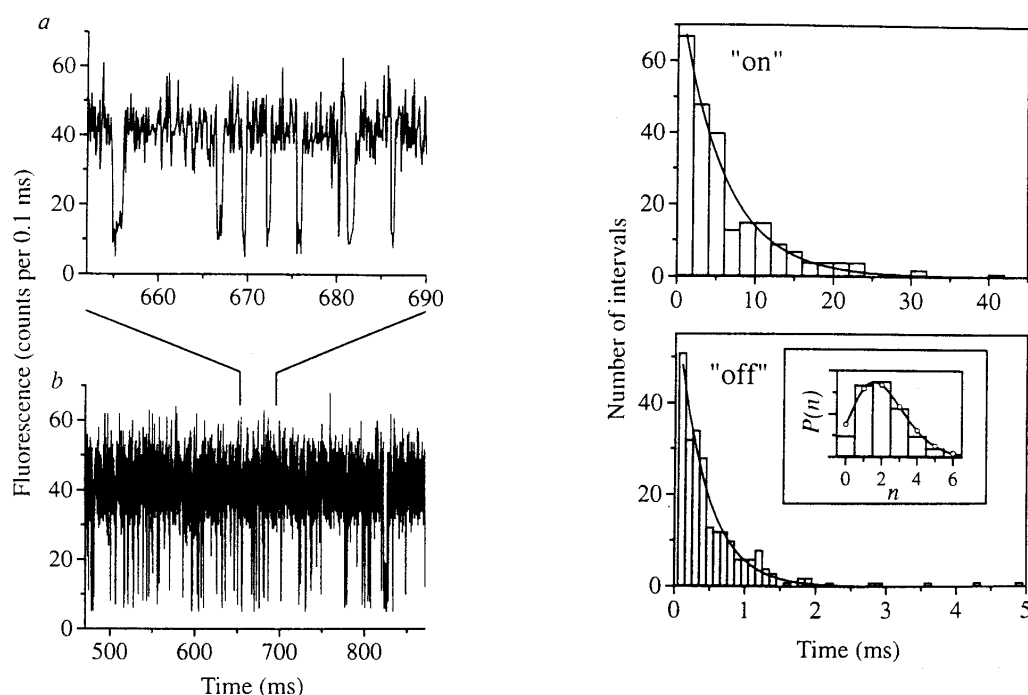 a
Fluorescence (counts per 0.1 ms)
60
40
20
0
660 670 680 690
b
60
40
20
0
500 600 700 800
Time (ms)
Number of intervals
"on"
60
40
20
0
0 10 20 30 40
"off"
40
20
0
P(n)
0 2 4 6
n
0 1 2 3 4 5
Time (ms)